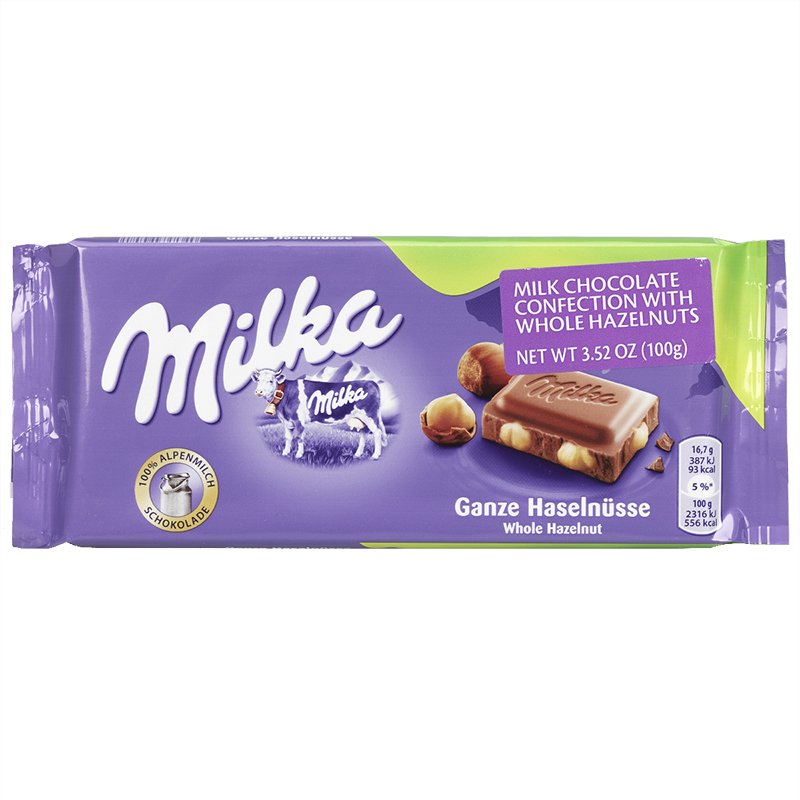 Ganze Haselnüsse
Milka
Milka
100% ALPENMILCH
SCHOKOLADE
MILK CHOCOLATE
CONFECTION WITH
WHOLE HAZELNUTS
NET WT 3.52 OZ (100g)
Milka
Ganze Haselnüsse
Whole Hazelnut
16,7 g
387 kJ
93 kcal
5 %*
100 g
2316 kJ
556 kcal